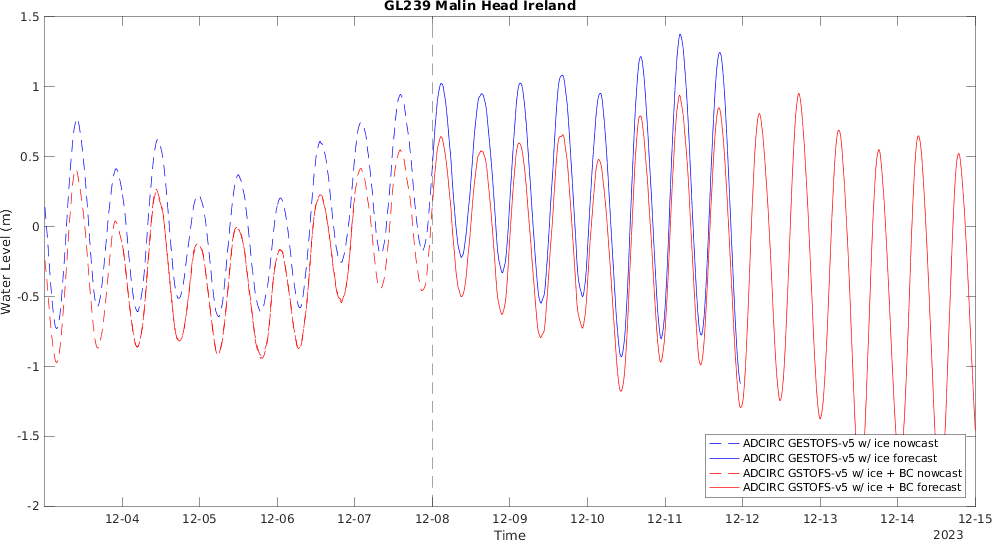 GL239 Malin Head Ireland
1.5
1
0.5
0
-0.5
-1
-1.5
-2
Water Level (m)
ADCIRC GESTOFS-v5 w/ ice nowcast
ADCIRC GESTOFS-v5 w/ ice forecast
ADCIRC GSTOFS-v5 w/ ice + BC nowcast
ADCIRC GSTOFS-v5 w/ ice + BC forecast
12-04 12-05 12-06 12-07 12-08 12-09 12-10 12-11 12-12 12-13 12-14 12-15
Time
2023